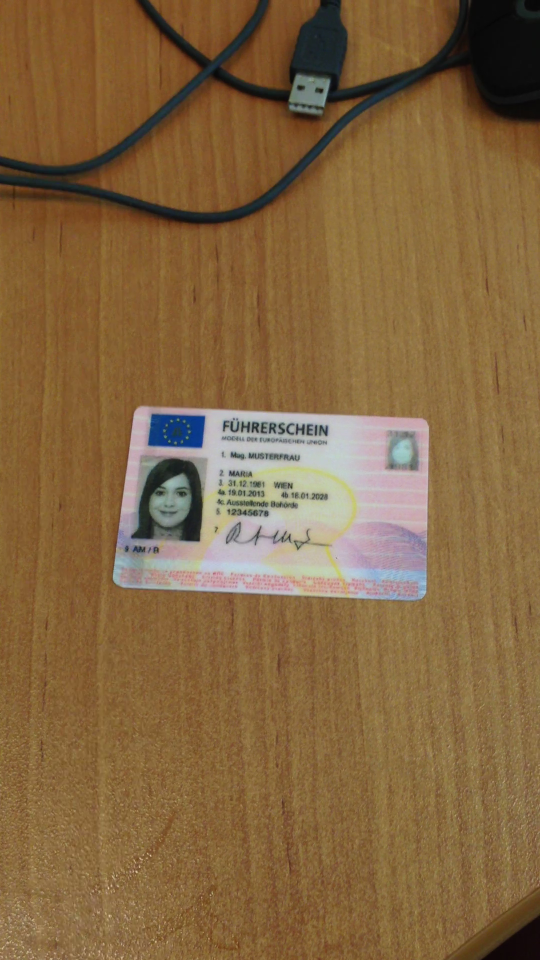 FÜHRERSCHEIN
MODELL DER EUROPÄISCHEN UNION
1. Mag. MUSTERFRAU
2. MARIA
3. 31.12.1981 WIEN
4a. 19.01.2013 4b. 18.01.2028
4c. Ausstellende Behörde
5. 12345678
7.
9 AM / B